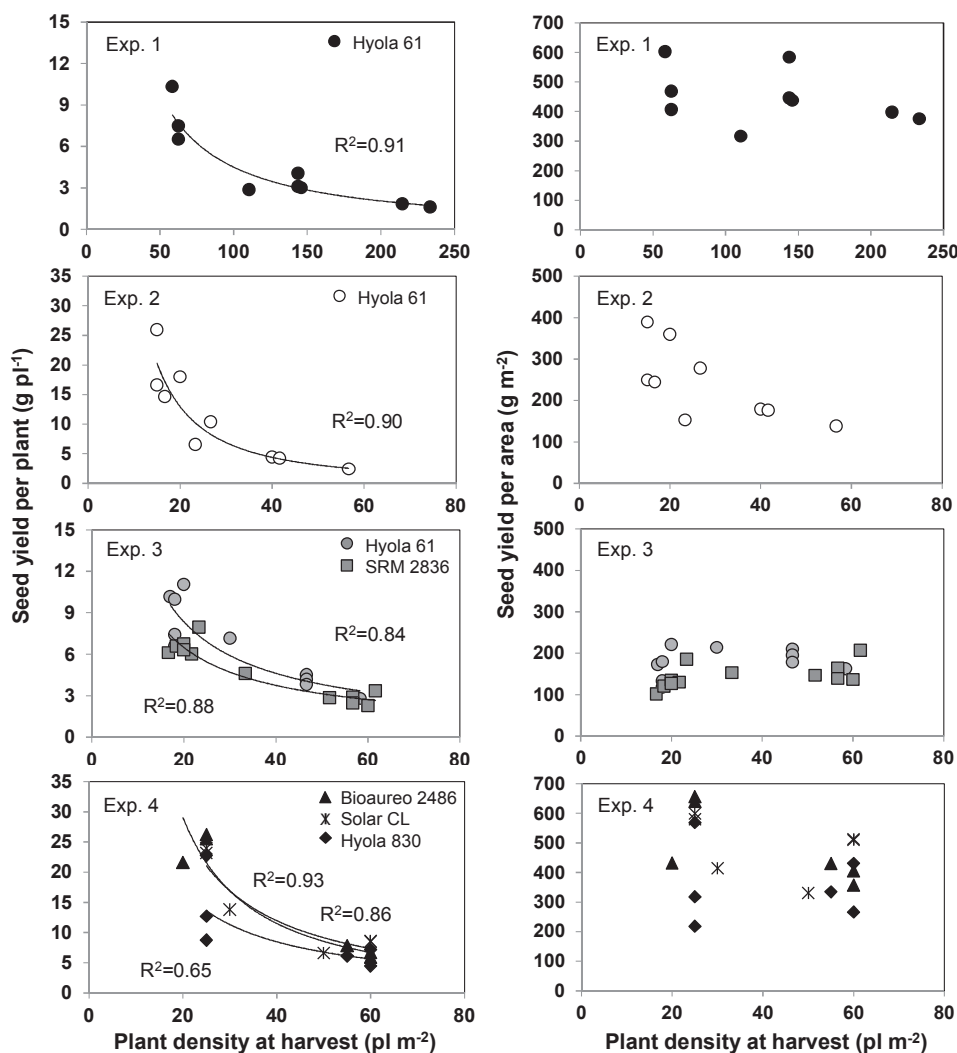 Seed yield per plant (g pl⁻¹)
15
12
9
6
3
0
Exp. 1
Hyola 61
R²=0.91
0 50 100 150 200 250
35
30
25
20
15
10
5
0
Exp. 2
Hyola 61
R²=0.90
0 20 40 60 80
15
12
9
6
3
0
Exp. 3
Hyola 61
SRM 2836
R²=0.84
R²=0.88
0 20 40 60 80
35
30
25
20
15
10
5
0
Exp. 4
Bioaureo 2486
Solar CL
Hyola 830
R²=0.93
R²=0.86
R²=0.65
0 20 40 60 80
Plant density at harvest (pl m⁻²)
Seed yield per area (g m⁻²)
700
600
500
400
300
200
100
0
Exp. 1
0 50 100 150 200 250
500
400
300
200
100
0
Exp. 2
0 20 40 60 80
500
400
300
200
100
0
Exp. 3
0 20 40 60 80
700
600
500
400
300
200
100
0
Exp. 4
0 20 40 60 80
Plant density at harvest (pl m⁻²)